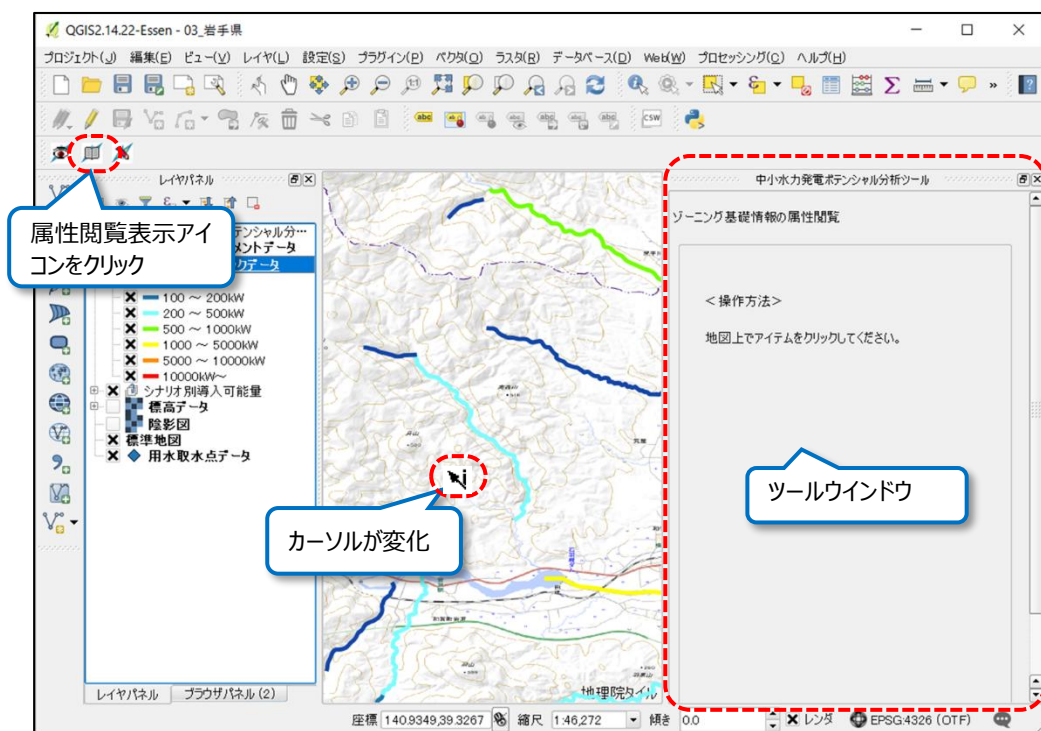 QGIS2.14.22-Essen - 03_岩手県
プロジェクト(J) 編集(E) ビュー(V) レイヤ(L) 設定(S) プラグイン(P) ベクタ(O) ラスタ(R) データベース(D) Web(W) プロセッシング(C) ヘルプ(H)
レイヤパネル
中小水力発電ポテンシャル分析ツール
属性閲覧表示アイ
コンをクリック
テンシャル分…
メントデータ
クデータ
100 ～ 200kW
200 ～ 500kW
500 ～ 1000kW
1000 ～ 5000kW
5000 ～ 10000kW
10000kW～
シナリオ別導入可能量
標高データ
陰影図
標準地図
用水取水点データ
ゾーニング基礎情報の属性閲覧
＜操作方法＞
地図上でアイテムをクリックしてください。
ツールウインドウ
カーソルが変化
地理院タイル
レイヤパネル ブラウザパネル (2)
座標 140.9349,39.3267 縮尺 1:46,272 傾き 0.0 レンダ EPSG:4326 (OTF)